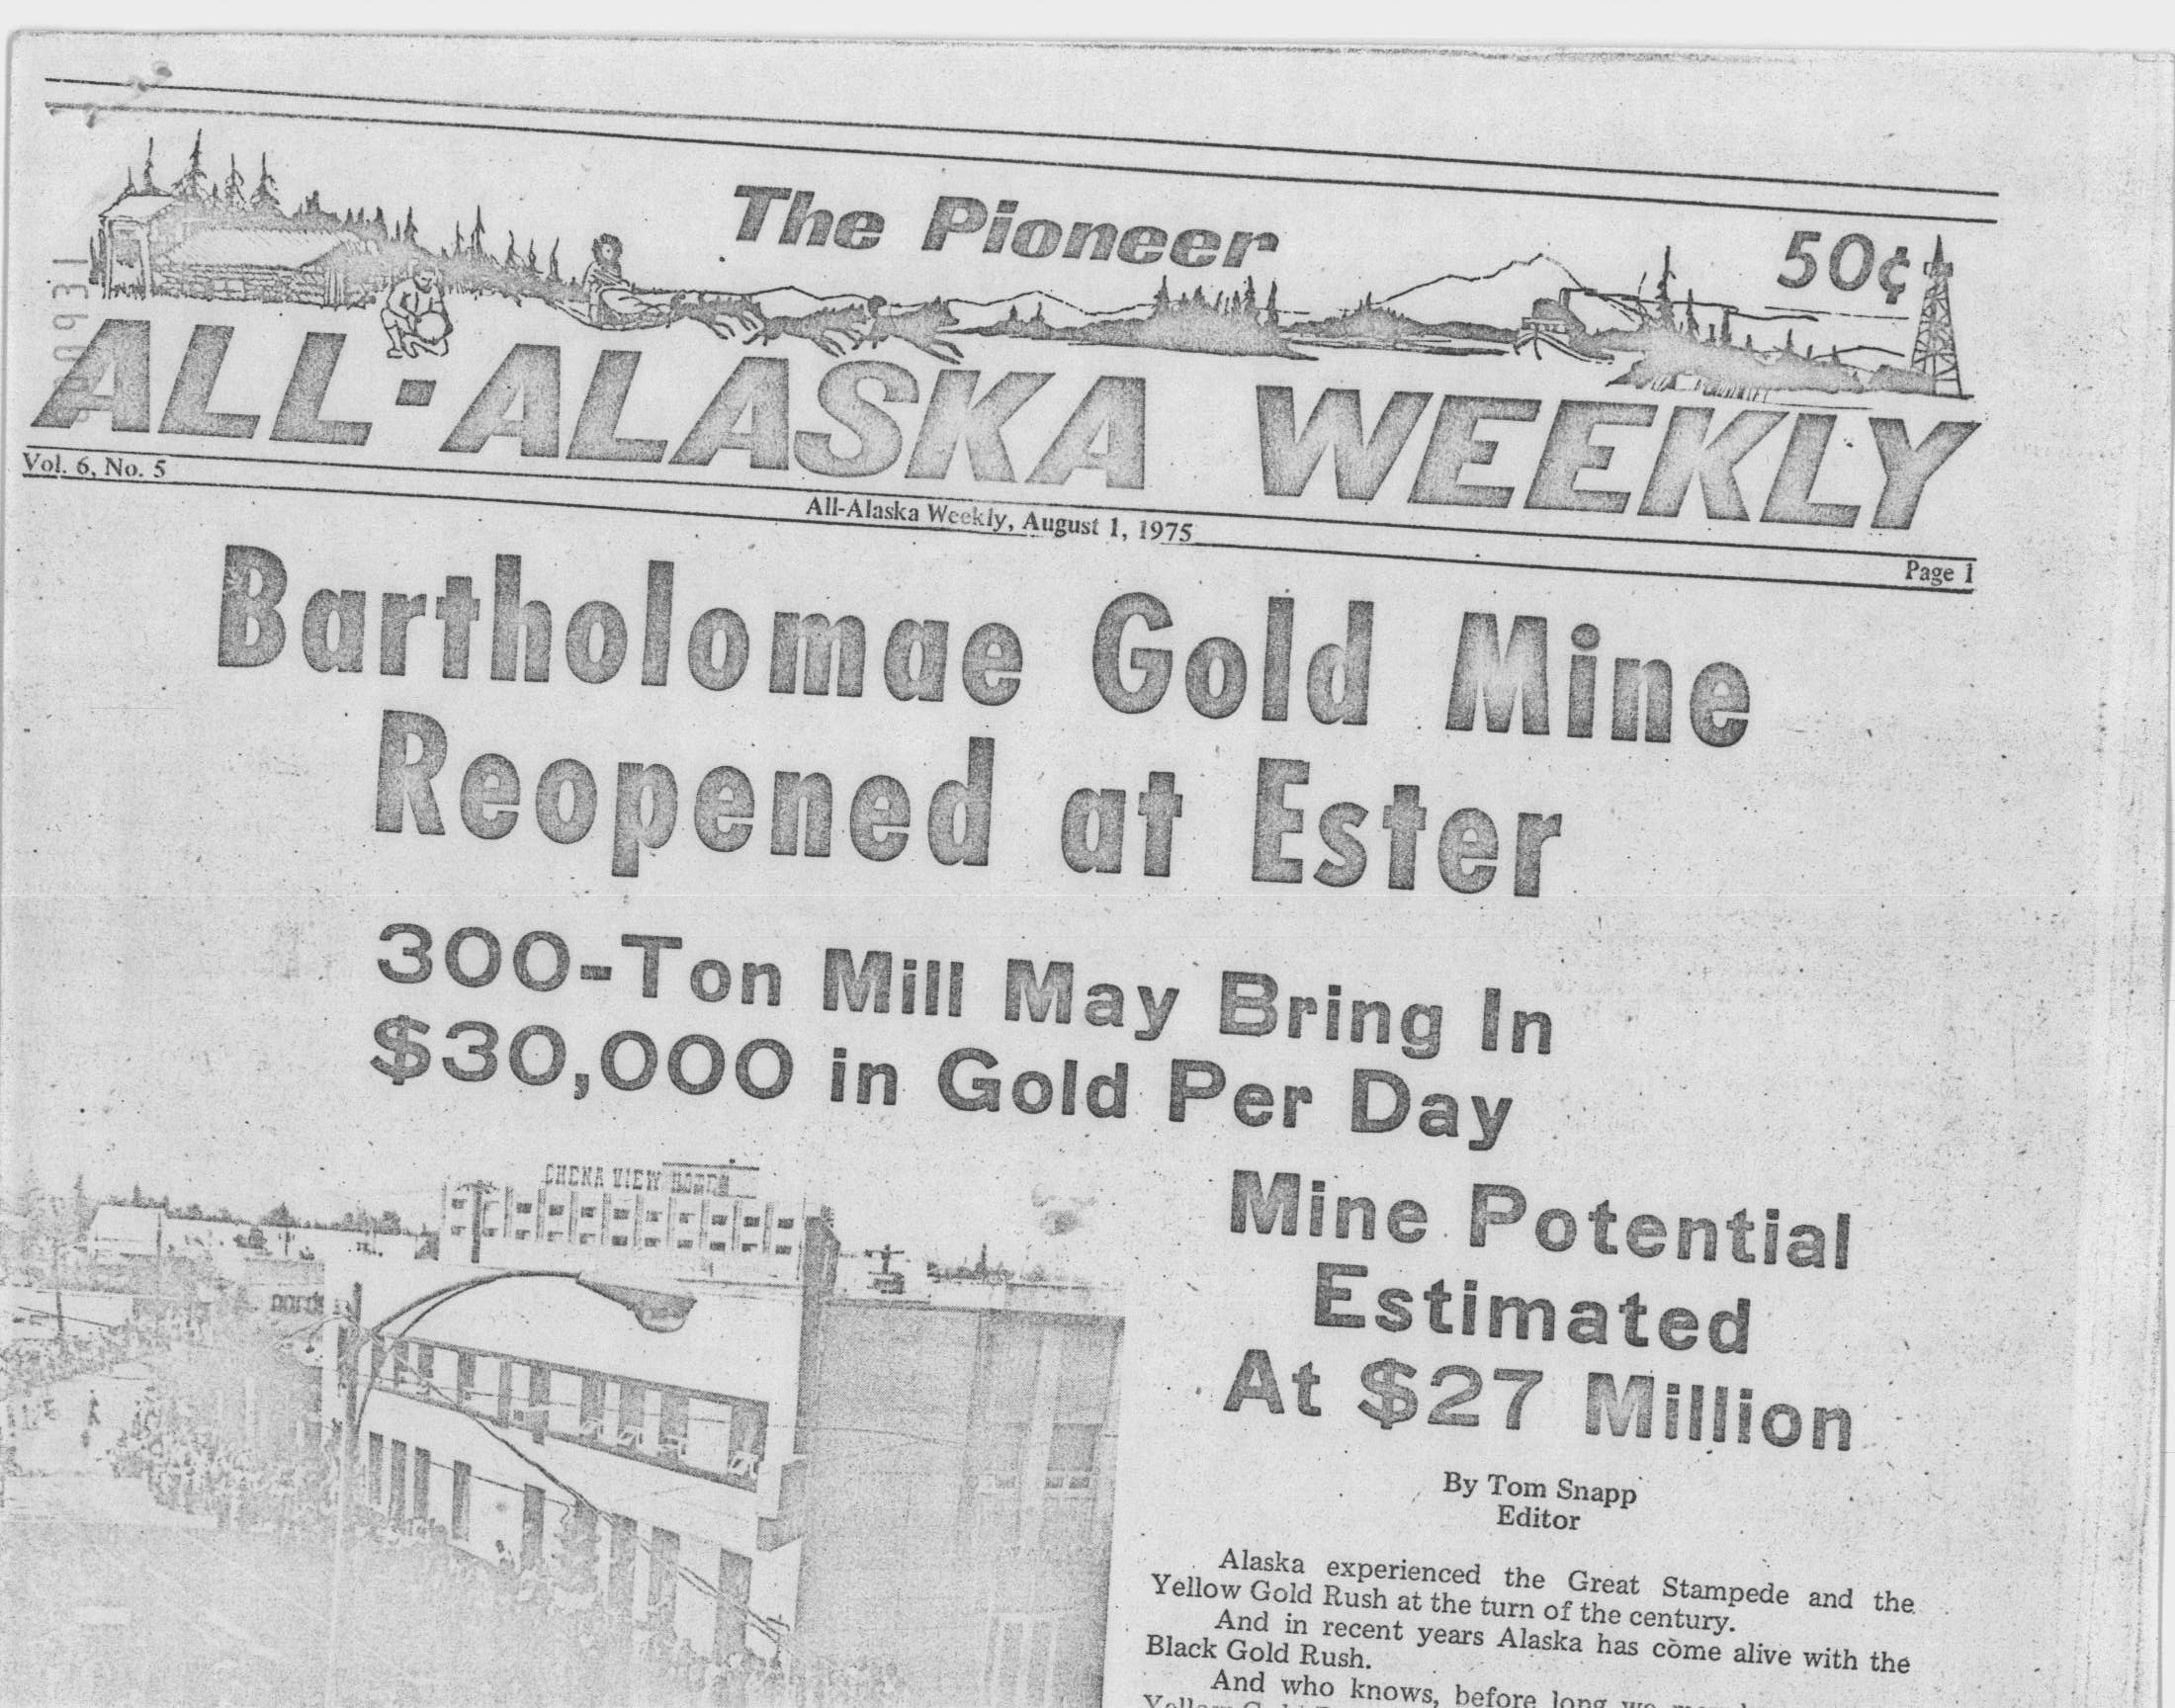 The Pioneer
50¢
ALL-ALASKA WEEKLY
Vol. 6, No. 5
All-Alaska Weekly, August 1, 1975
Page 1
Bartholomae Gold Mine
Reopened at Ester
300-Ton Mill May Bring In
$30,000 in Gold Per Day
CHENA VIEW HOTEL
Mine Potential
Estimated
At $27 Million
By Tom Snapp
Editor
Alaska experienced the Great Stampede and the
Yellow Gold Rush at the turn of the century.
And in recent years Alaska has come alive with the
Black Gold Rush.
And who knows, before long we